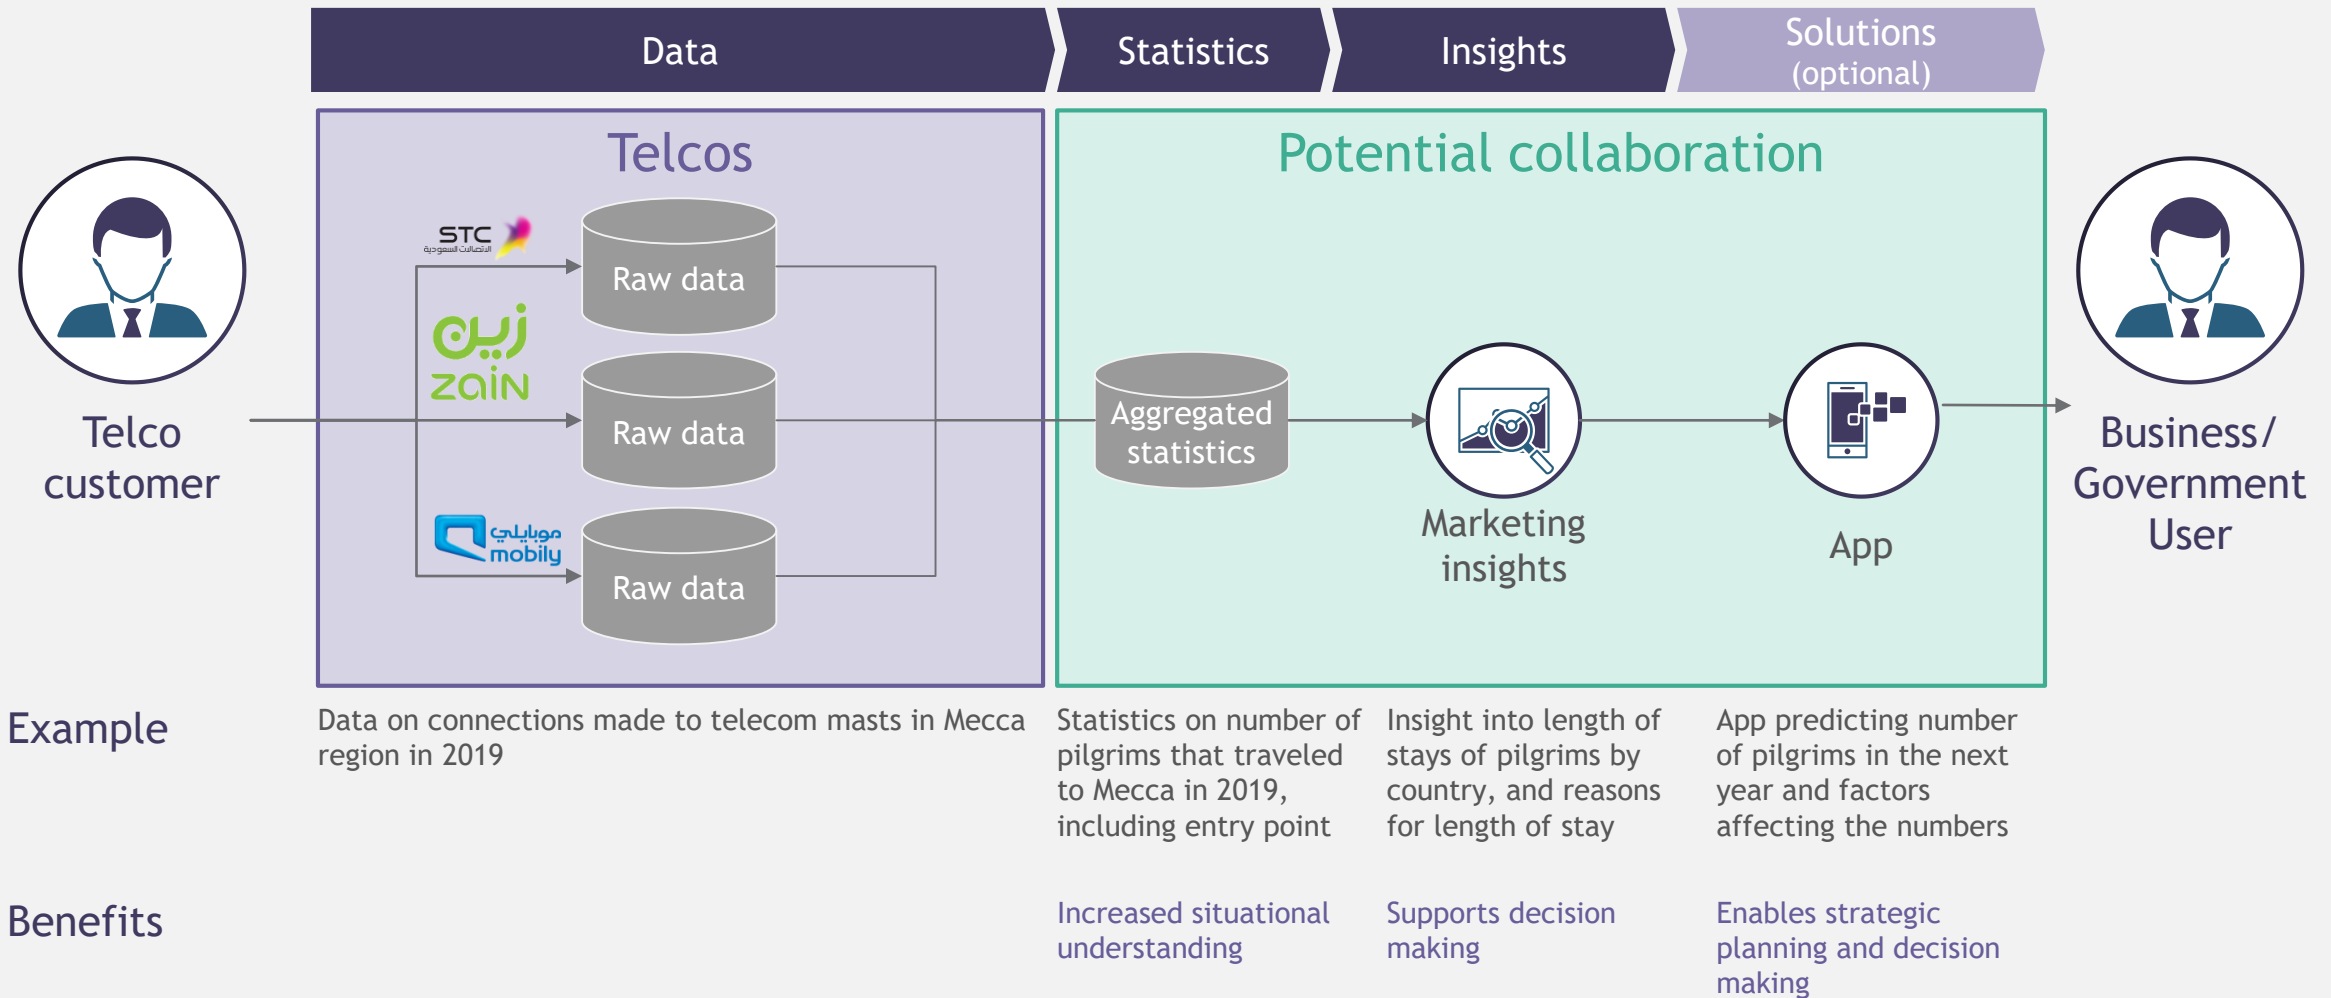 Data
Statistics
Insights
Solutions
(optional)
Telcos
Potential collaboration
STC
الاتصالات السعودية
Raw data
زين
zain
Raw data
موبايلي
mobily
Raw data
Telco
customer
Aggregated
statistics
Marketing
insights
App
Business/
Government
User
Example
Data on connections made to telecom masts in Mecca
region in 2019
Statistics on number of
pilgrims that traveled
to Mecca in 2019,
including entry point
Insight into length of
stays of pilgrims by
country, and reasons
for length of stay
App predicting number
of pilgrims in the next
year and factors
affecting the numbers
Benefits
Increased situational
understanding
Supports decision
making
Enables strategic
planning and decision
making